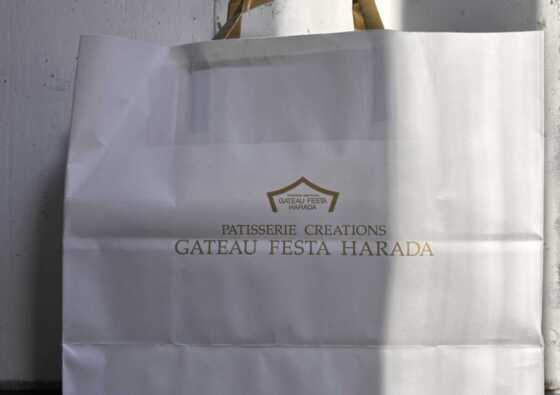 GATEAU FESTA
HARADA
PATISSERIE CREATIONS
GATEAU FESTA HARADA